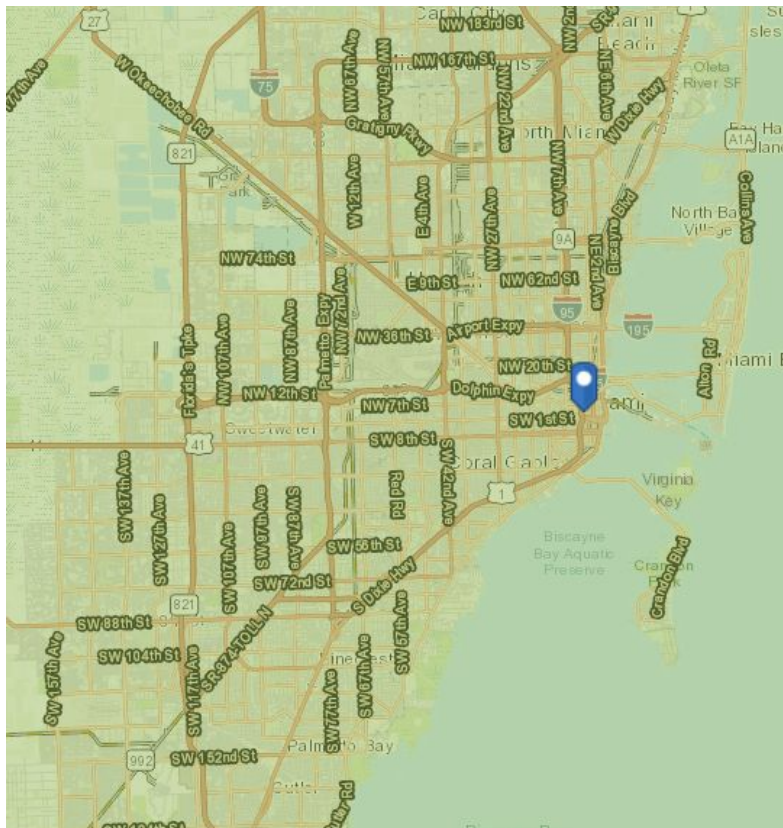 27
Carol City
NW 183rd St
NW 2nd
Miami
Beach
NW 167th St
NW 67th Ave
NW 57th Ave
NW 22nd Ave
NE 6th Ave
W Okeechobee Rd
75
Gratigny Pkwy
Oleta
River SF
W Dixie Hwy
North Miami
821
A1A
W 12th Ave
E 4th Ave
NW 27th Ave
NW 7th Ave
Biscayne Blvd
NE 2nd Ave
Collins Ave
North Bay
Village
9A
NW 74th St
E 9th St
NW 62nd St
95
195
Florida's Tpke
NW 107th Ave
NW 87th Ave
Palmetto Expy
NW 72nd Ave
NW 36th St
Airport Expy
NW 20th St
Alton Rd
Miami B
NW 12th St
NW 7th St
Dolphin Expy
SW 1st St
41
Sweetwater
SW 8th St
Coral Gables
SW 42nd Ave
Red Rd
1
Virginia
Key
SW 137th Ave
SW 127th Ave
SW 107th Ave
SW 97th Ave
SW 87th Ave
SW 56th St
Biscayne
Bay Aquatic
Preserve
Crandon
Park
Crandon Blvd
SW 72nd St
S Dixie Hwy
821
SW 88th St
SW 104th St
SR-874-TOLL N
SW 57th Ave
SW 67th Ave
Pinecrest
SW 157th Ave
SW 117th Ave
SW 77th Ave
992
SW 152nd St
Palmetto Bay
Cutler